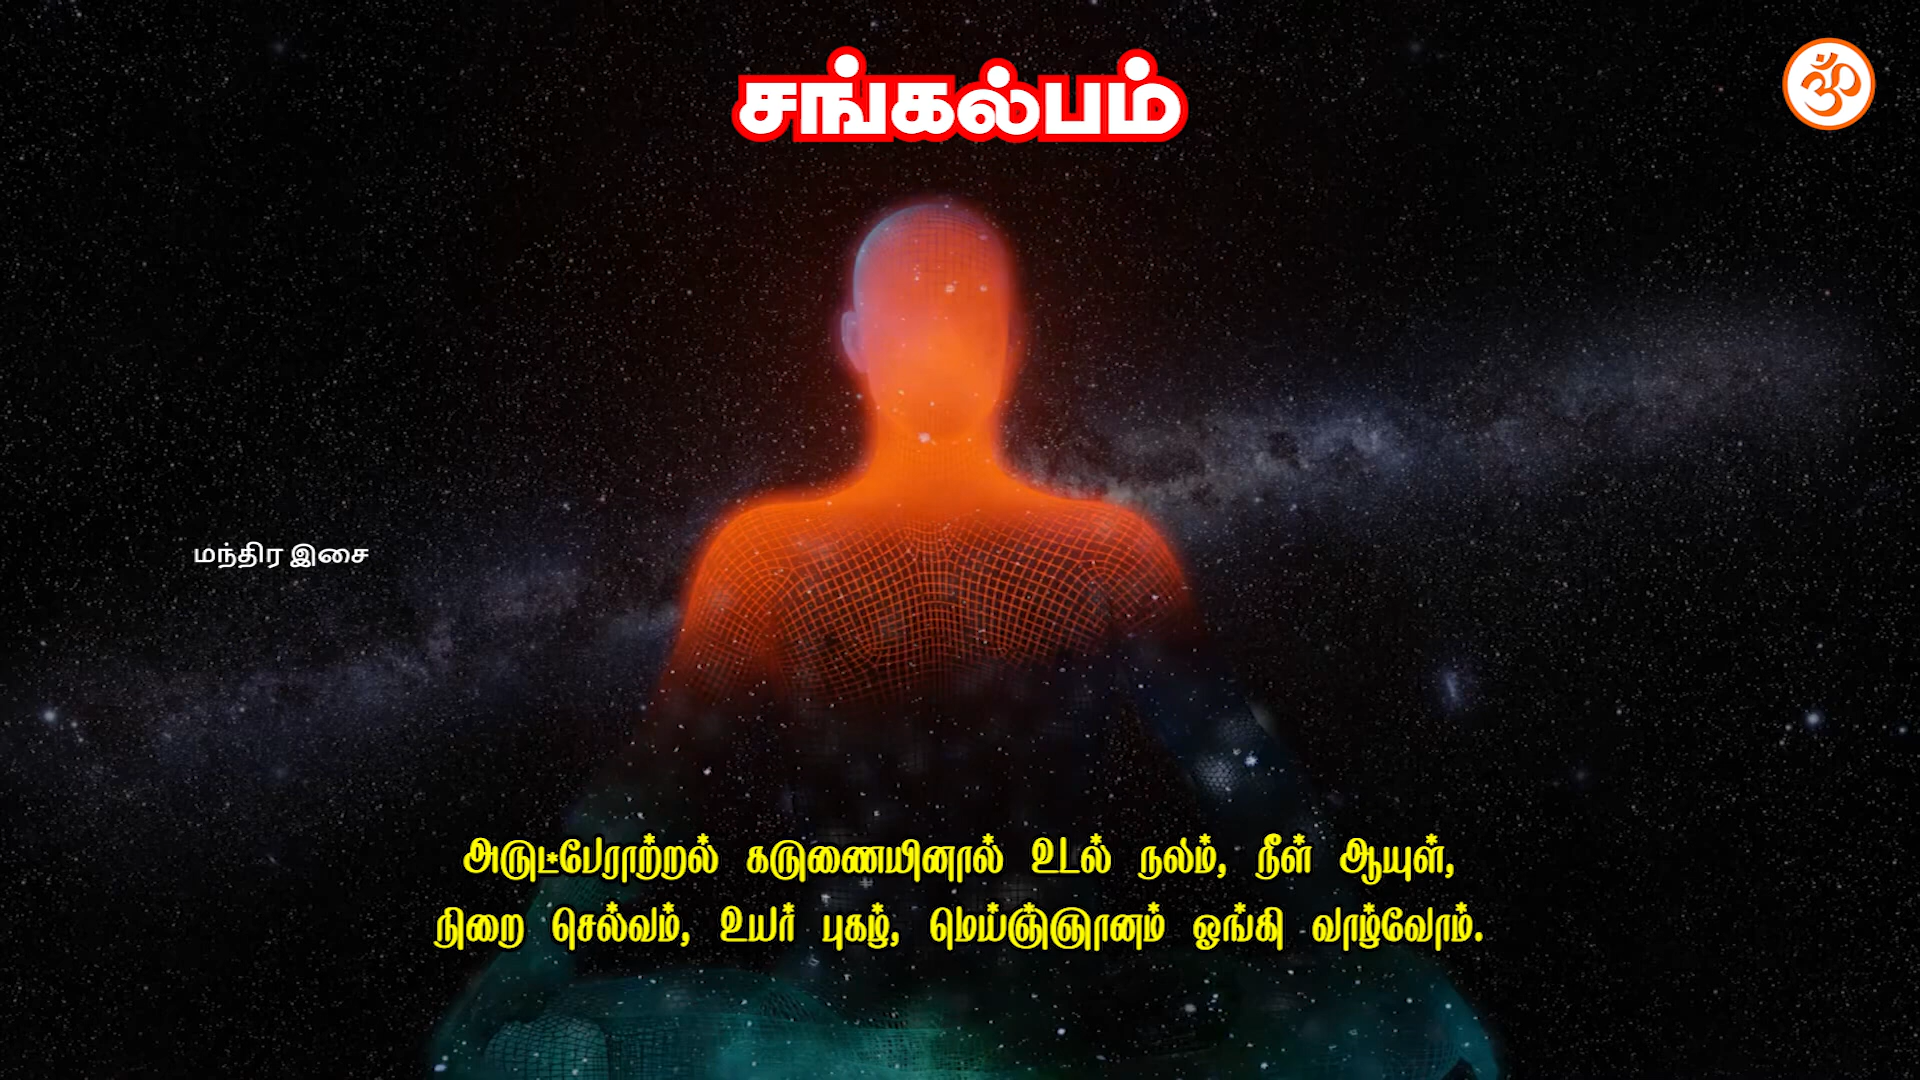 சங்கல்பம்
ॐ
மந்திர இசை
அருட்பேராற்றல் கருணையினால் உடல் நலம், நீள் ஆயுள்,
நிறை செல்வம், உயர் புகழ், மெய்ஞ்ஞானம் ஓங்கி வாழ்வோம்.